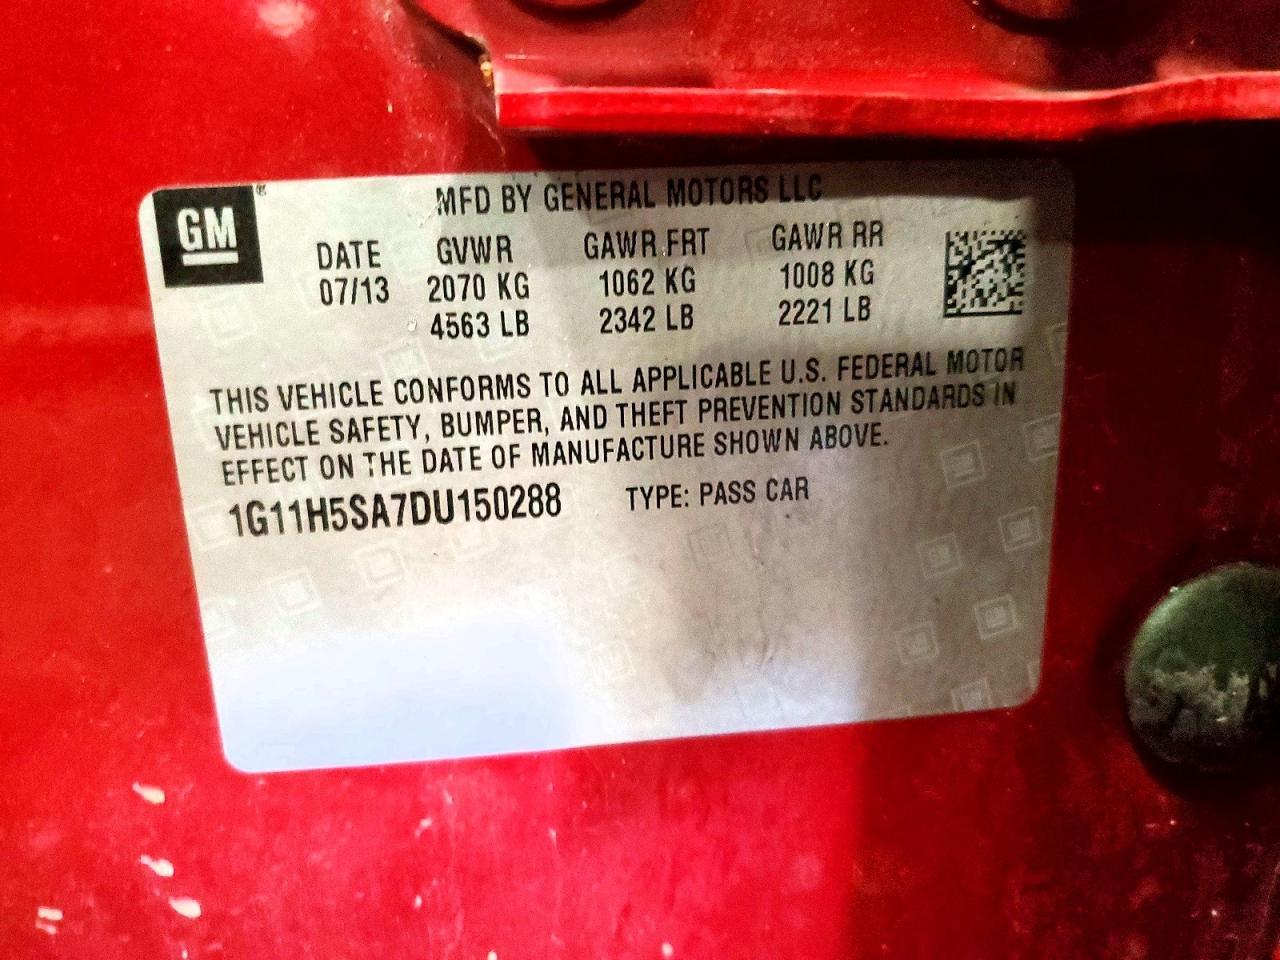 GM®
MFD BY GENERAL MOTORS LLC
DATE GVWR GAWR FRT GAWR RR
07/13 2070 KG 1062 KG 1008 KG
4563 LB 2342 LB 2221 LB
THIS VEHICLE CONFORMS TO ALL APPLICABLE U.S. FEDERAL MOTOR
VEHICLE SAFETY, BUMPER, AND THEFT PREVENTION STANDARDS IN
EFFECT ON THE DATE OF MANUFACTURE SHOWN ABOVE.
1G11H5SA7DU150288 TYPE: PASS CAR